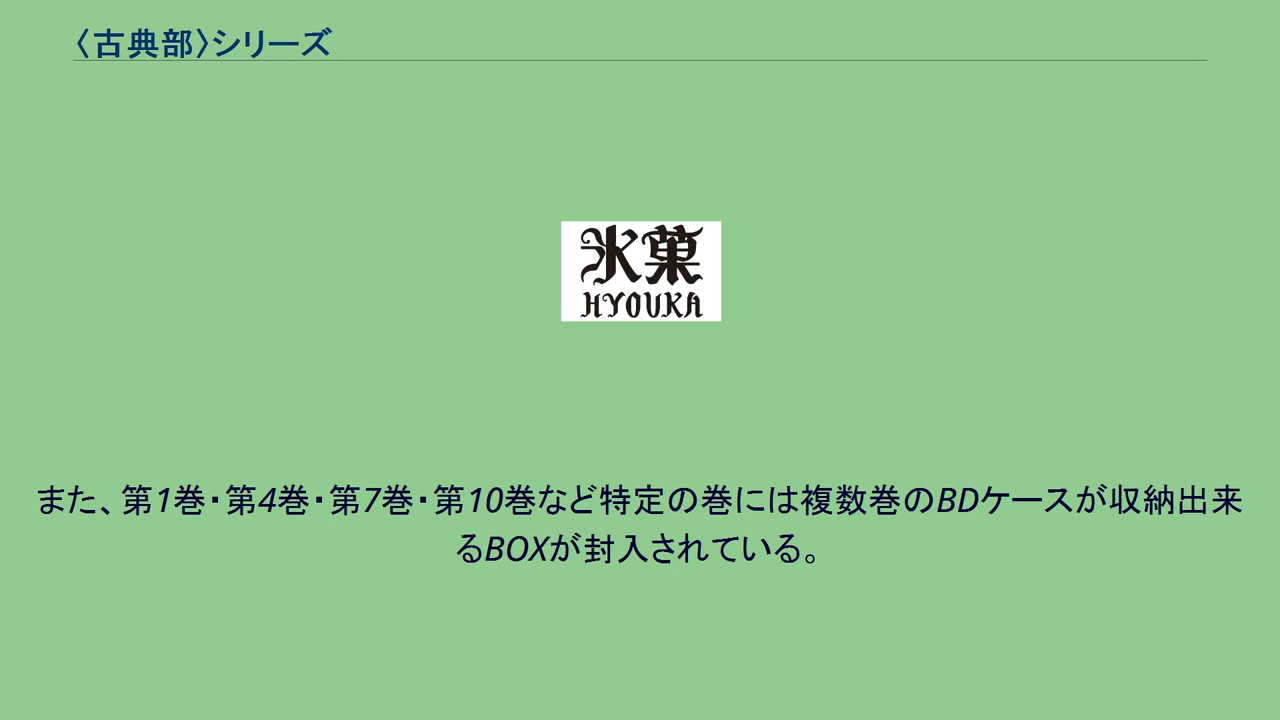 〈古典部〉シリーズ
氷菓
HYOUKA
また、第1巻・第4巻・第7巻・第10巻など特定の巻には複数巻のBDケースが収納出来
るBOXが封入されている。